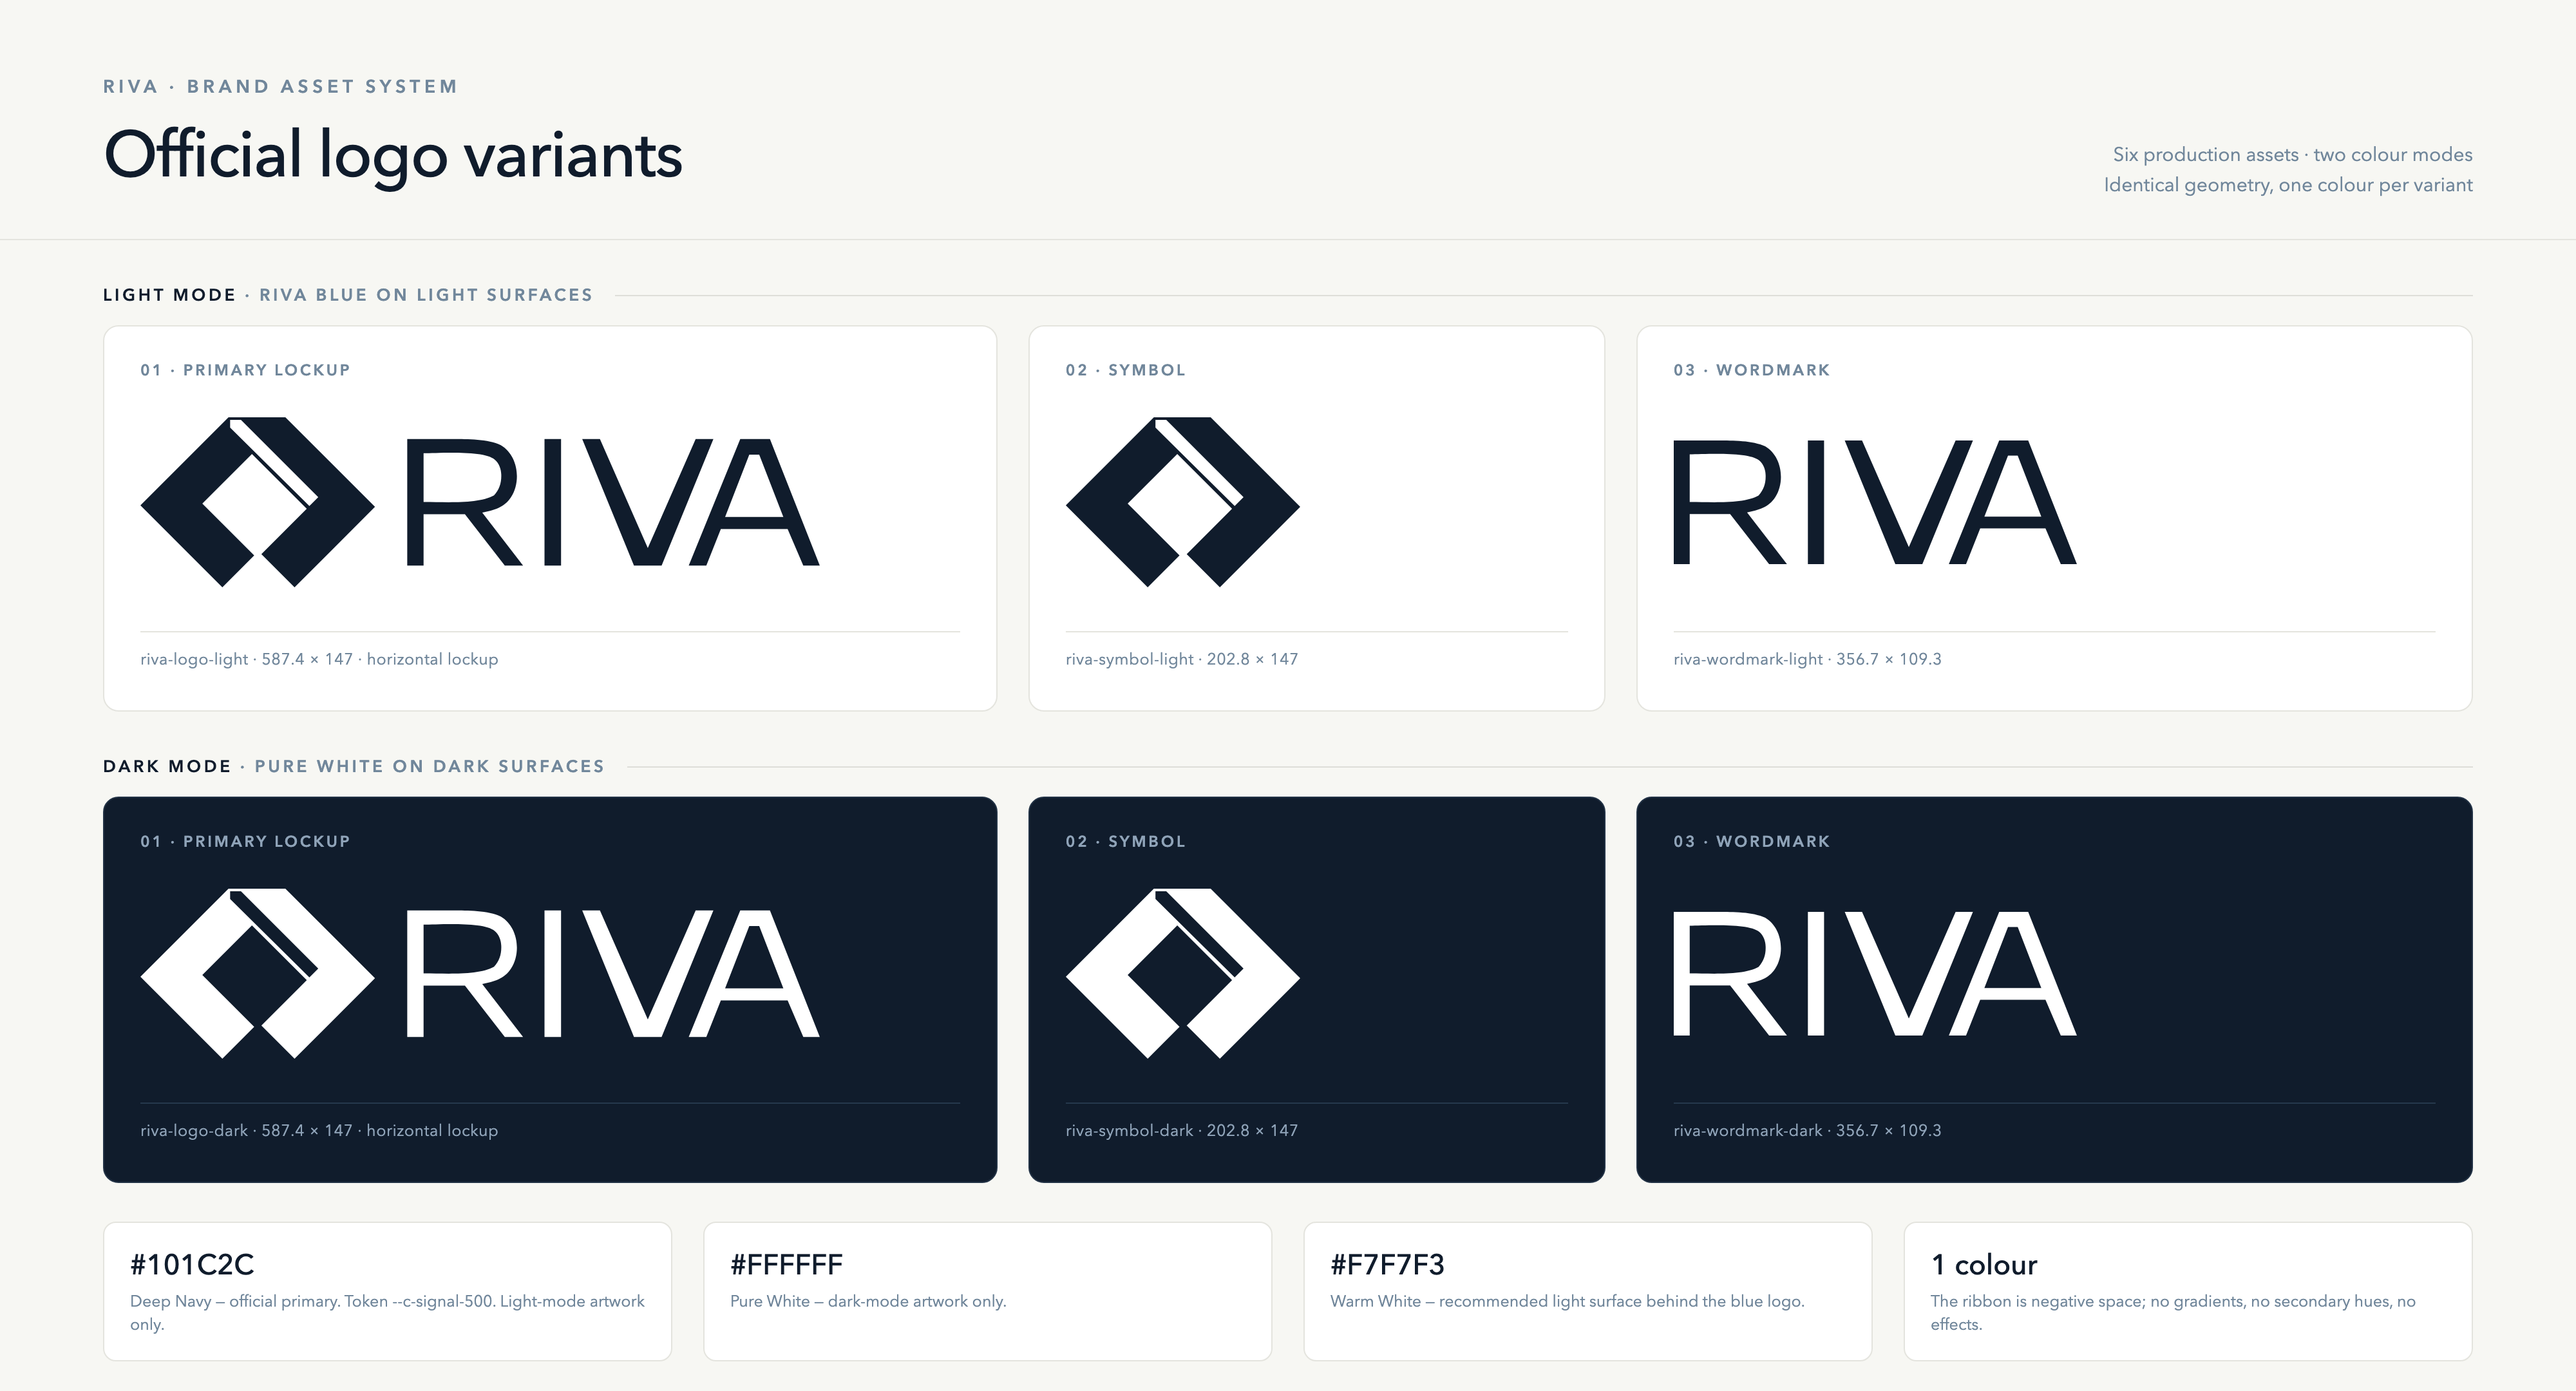 RIVA · BRAND ASSET SYSTEM
Official logo variants
Six production assets · two colour modes
Identical geometry, one colour per variant
LIGHT MODE · RIVA BLUE ON LIGHT SURFACES
01 · PRIMARY LOCKUP
RIVA
riva-logo-light · 587.4 × 147 · horizontal lockup
02 · SYMBOL
riva-symbol-light · 202.8 × 147
03 · WORDMARK
RIVA
riva-wordmark-light · 356.7 × 109.3
DARK MODE · PURE WHITE ON DARK SURFACES
01 · PRIMARY LOCKUP
RIVA
riva-logo-dark · 587.4 × 147 · horizontal lockup
02 · SYMBOL
riva-symbol-dark · 202.8 × 147
03 · WORDMARK
RIVA
riva-wordmark-dark · 356.7 × 109.3
#101C2C
Deep Navy – official primary. Token --c-signal-500. Light-mode artwork
only.
#FFFFFF
Pure White – dark-mode artwork only.
#F7F7F3
Warm White – recommended light surface behind the blue logo.
1 colour
The ribbon is negative space; no gradients, no secondary hues, no
effects.